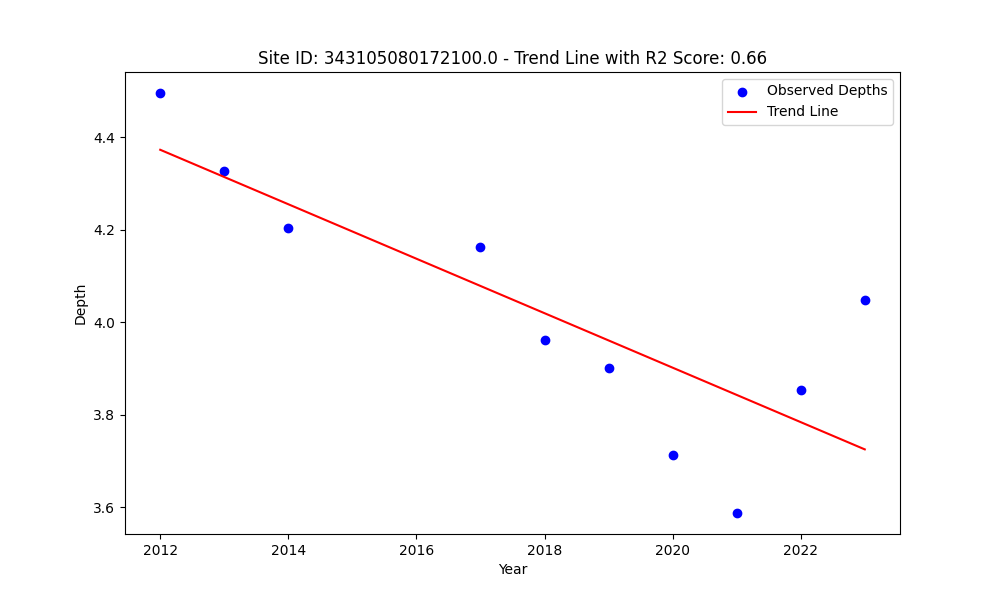 Site ID: 343105080172100.0 - Trend Line with R2 Score: 0.66
Observed Depths
Trend Line
4.4
4.2
4.0
3.8
3.6
Depth
2012
2014
2016
2018
2020
2022
Year